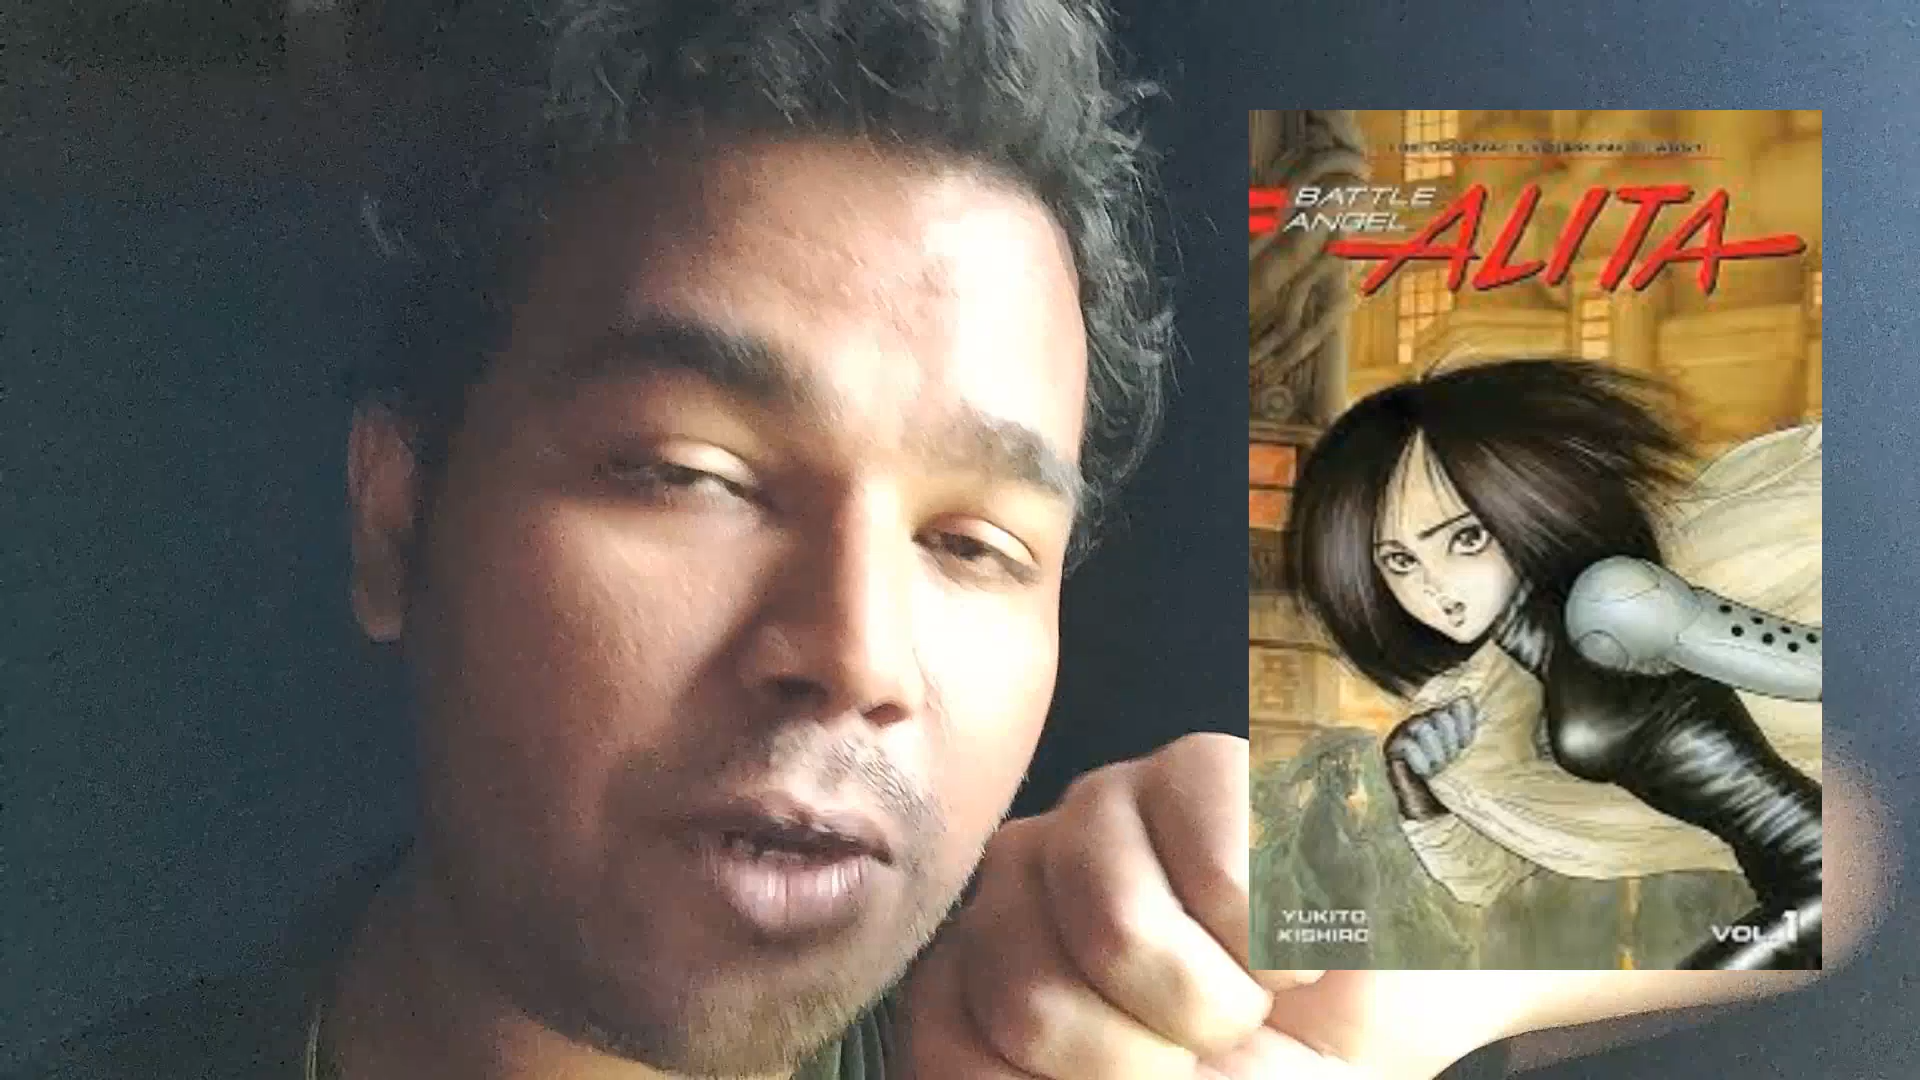 BATTLE
ANGEL
ALITA
YUKITO
KISHIRO
VOL.1